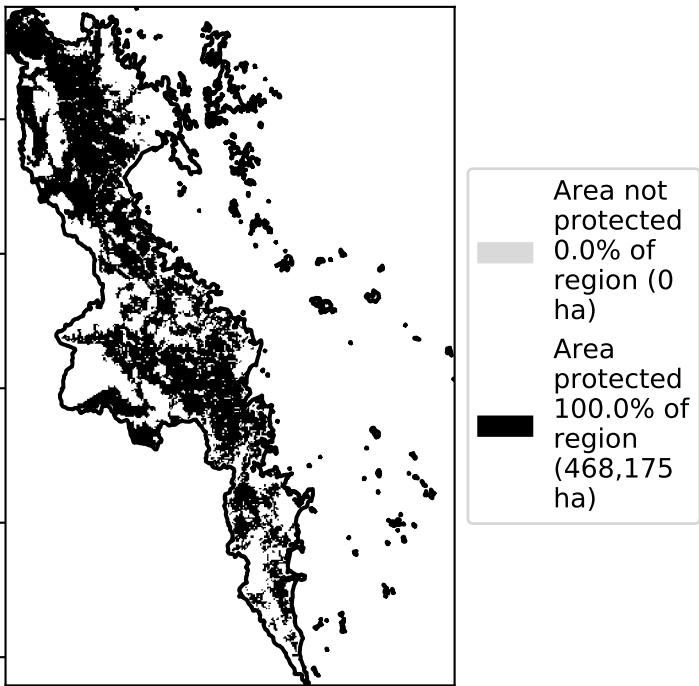 Area not
protected
0.0% of
region (0
ha)
Area
protected
100.0% of
region
(468,175
ha)